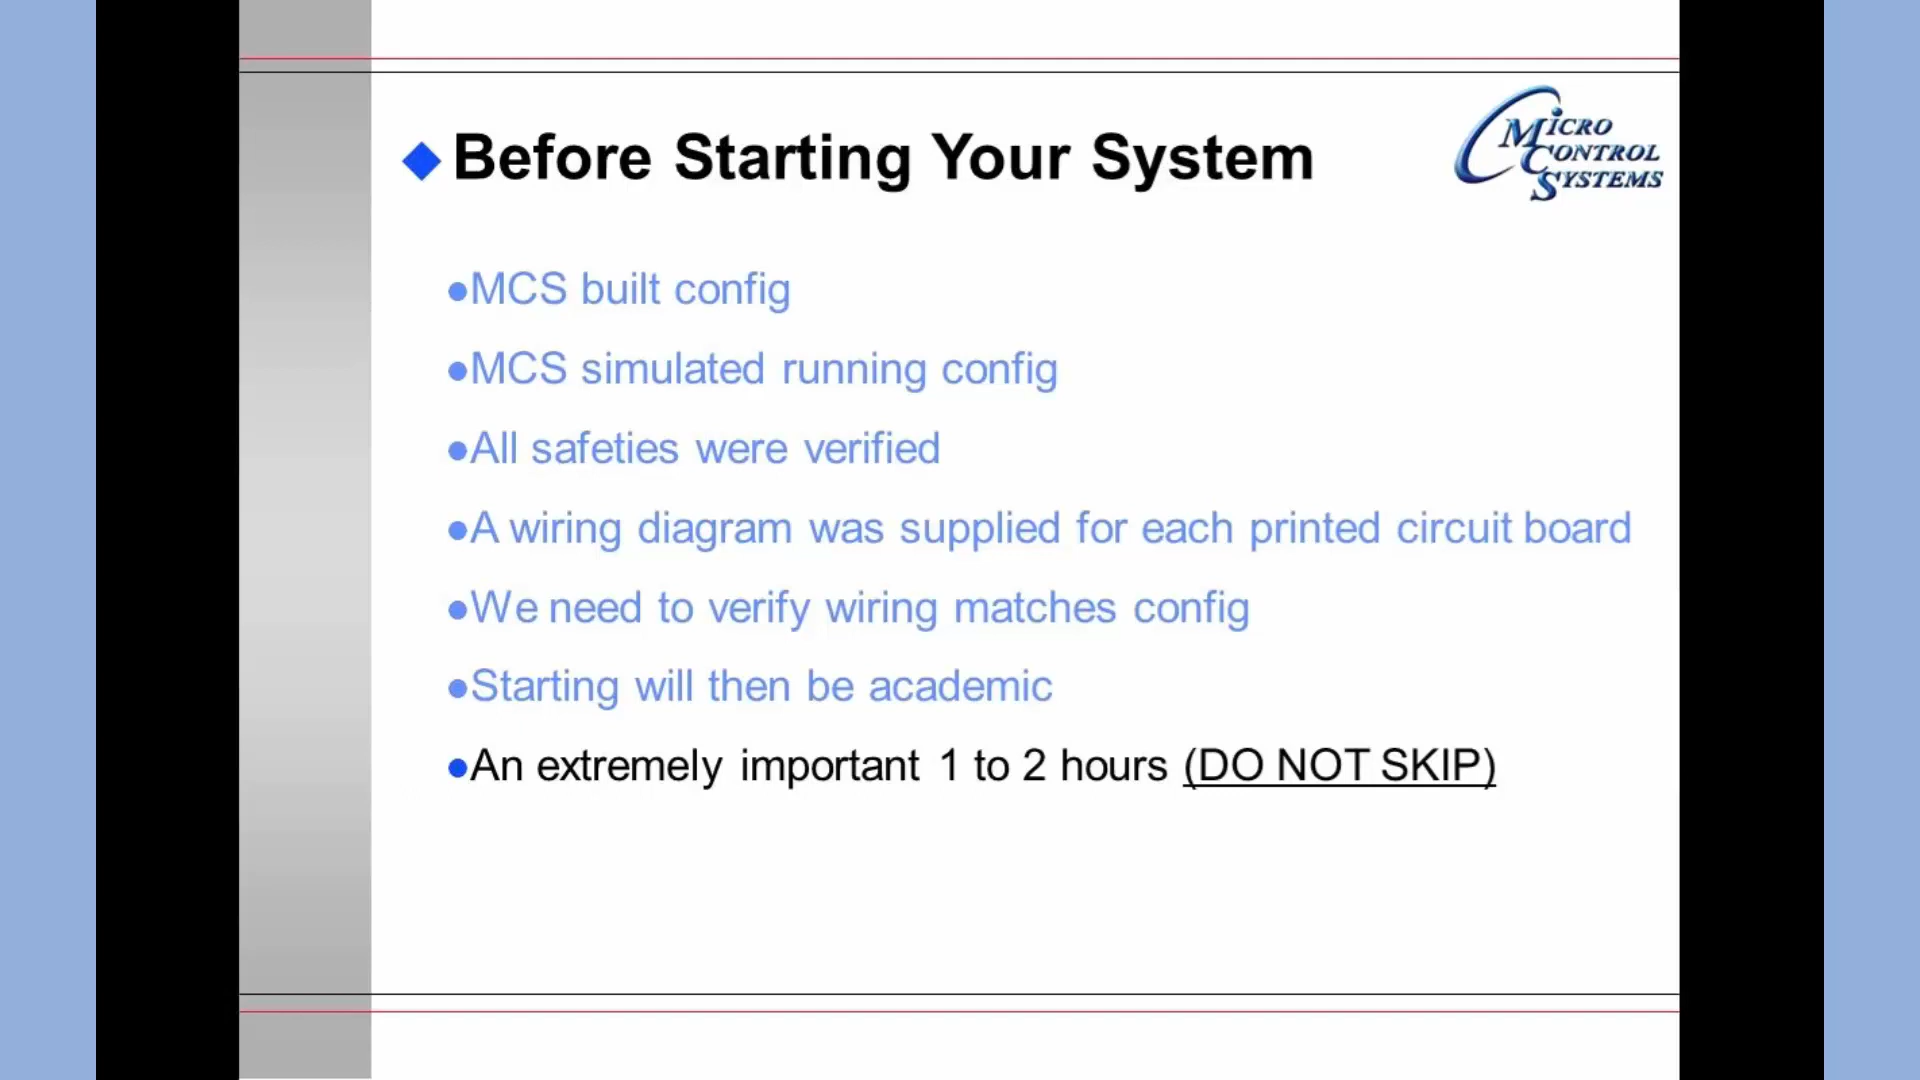 Before Starting Your System
MICRO
CONTROL
SYSTEMS
MCS built config
MCS simulated running config
All safeties were verified
A wiring diagram was supplied for each printed circuit board
We need to verify wiring matches config
Starting will then be academic
An extremely important 1 to 2 hours (DO NOT SKIP)